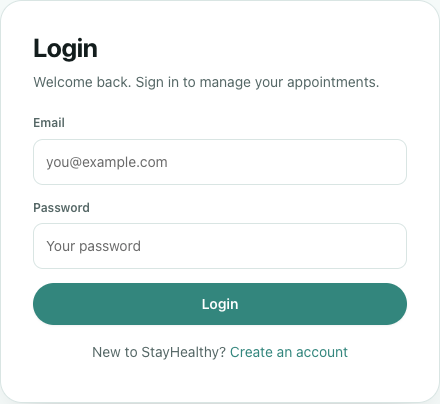 Login
Welcome back. Sign in to manage your appointments.
Email
you@example.com
Password
Your password
Login
New to StayHealthy? Create an account